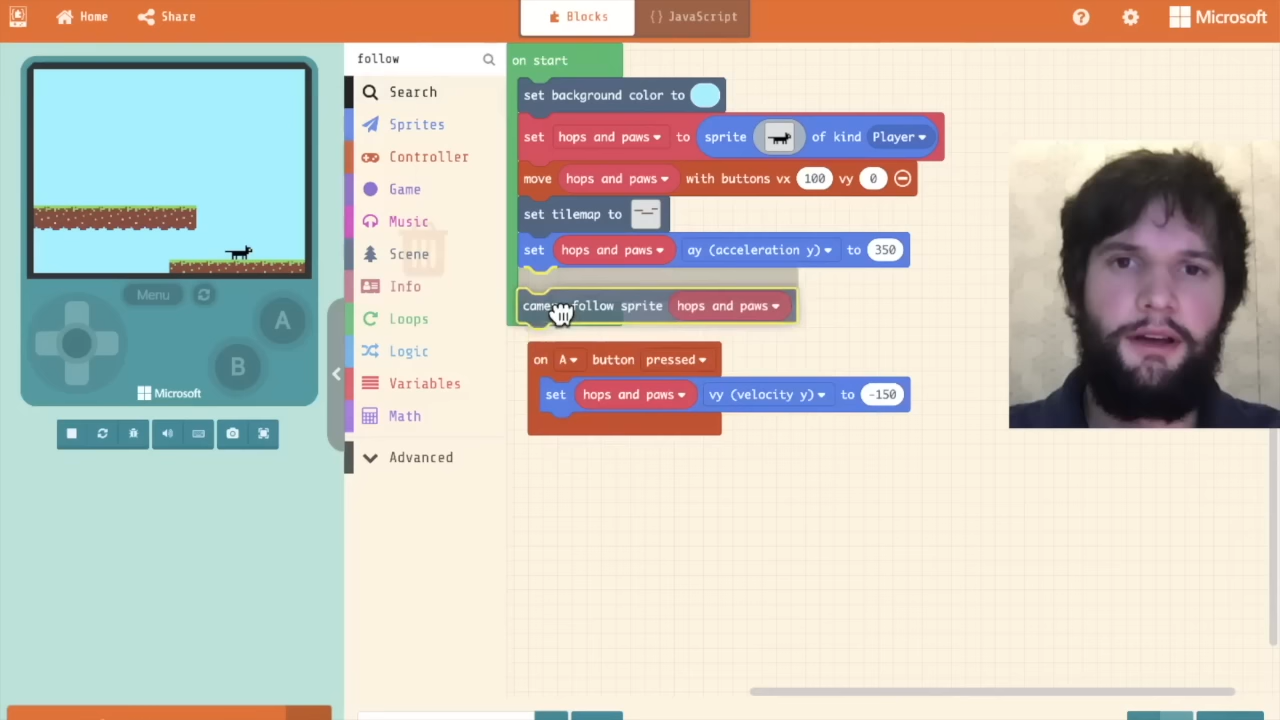 Home
Share
Blocks
{} JavaScript
Microsoft
follow
Search
Sprites
Controller
Game
Music
Scene
Info
Loops
Logic
Variables
Math
Advanced
Menu
A
B
Microsoft
on start
set background color to
set hops and paws to sprite of kind Player
move hops and paws with buttons vx 100 vy 0
set tilemap to
set hops and paws ay (acceleration y) to 350
follow sprite hops and paws
on A button pressed
set hops and paws vy (velocity y) to -150